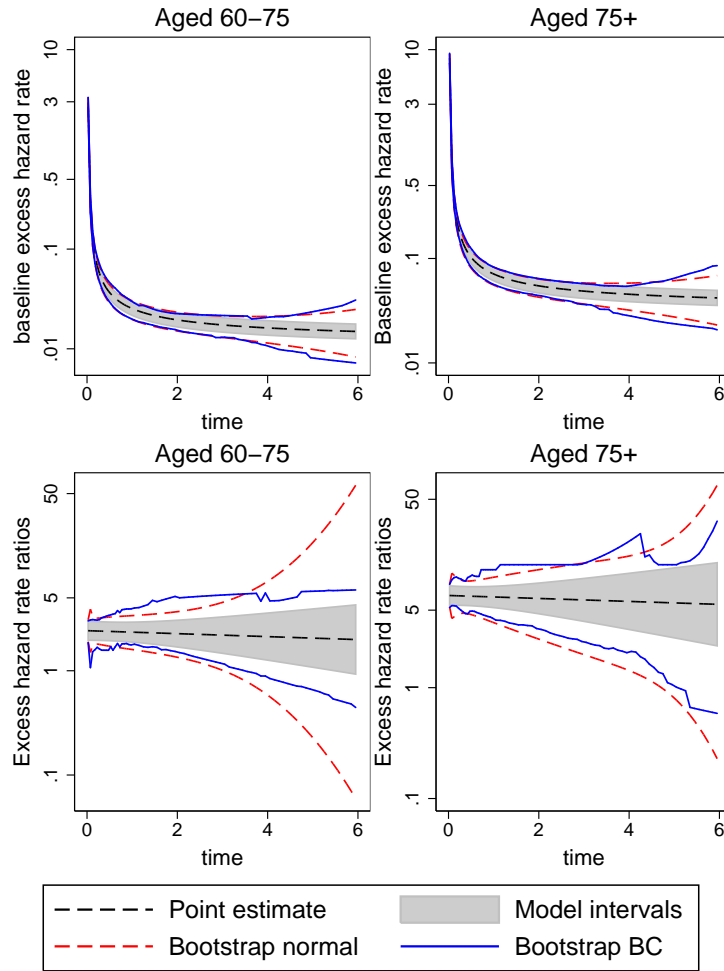 Aged 60−75
Aged 75+
baseline excess hazard rate
10
3
.5
.1
.01
0
2
4
6
time
Baseline excess hazard rate
10
3
.5
.1
.01
0
2
4
6
time
Aged 60−75
Aged 75+
Excess hazard rate ratios
50
5
1
.1
0
2
4
6
time
Excess hazard rate ratios
50
5
1
.1
0
2
4
6
time
Point estimate
Model intervals
Bootstrap normal
Bootstrap BC